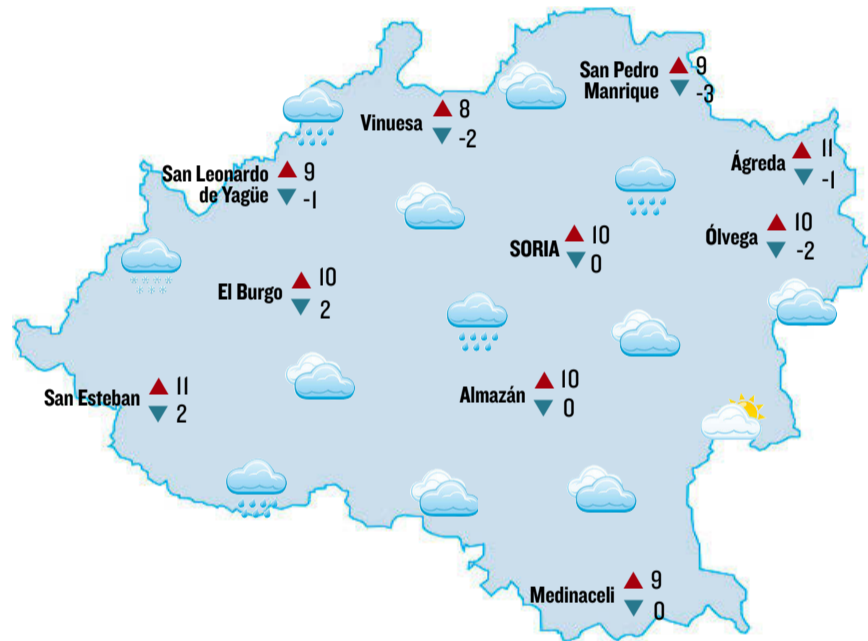 San Pedro
Manrique
9
-3
Vinuesa
8
-2
Ágreda
11
-1
San Leonardo
de Yagüe
9
-1
SORIA
10
0
Ólvega
10
-2
El Burgo
10
2
San Esteban
11
2
Almazán
10
0
Medinaceli
9
0